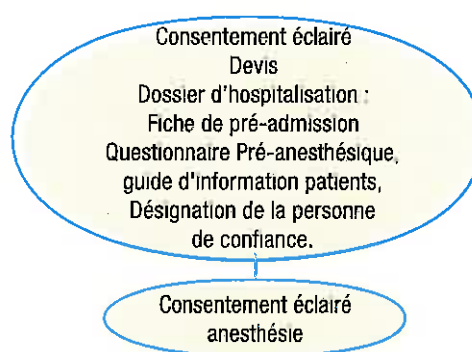 Consentement éclairé
Devis
Dossier d'hospitalisation :
Fiche de pré-admission
Questionnaire Pré-anesthésique,
guide d'information patients,
Désignation de la personne
de confiance.
Consentement éclairé
anesthésie